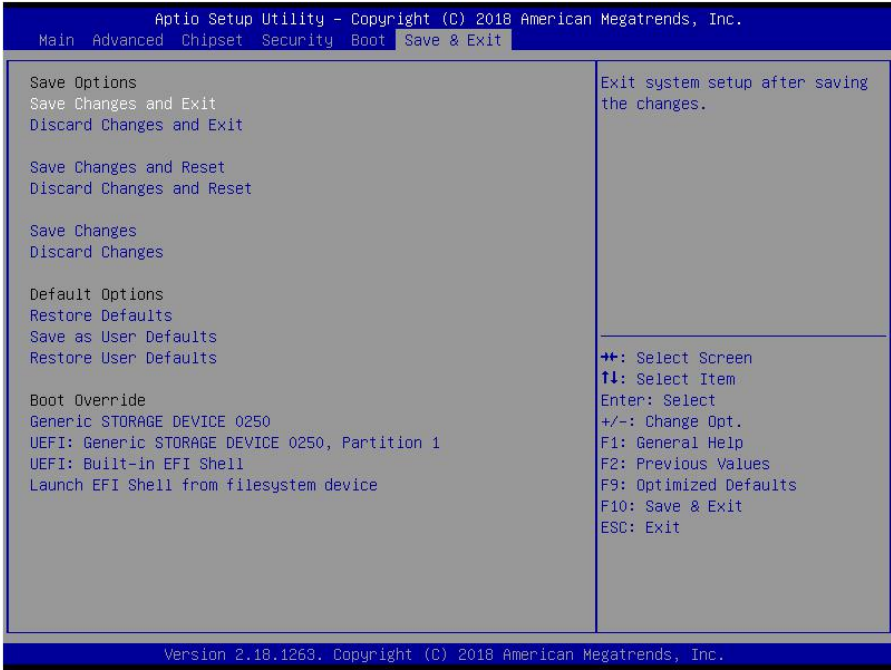 Aptio Setup Utility – Copyright (C) 2018 American Megatrends, Inc.
Main Advanced Chipset Security Boot Save & Exit
Save Options
Save Changes and Exit
Discard Changes and Exit
Save Changes and Reset
Discard Changes and Reset
Save Changes
Discard Changes
Default Options
Restore Defaults
Save as User Defaults
Restore User Defaults
Boot Override
Generic STORAGE DEVICE 0250
UEFI: Generic STORAGE DEVICE 0250, Partition 1
UEFI: Built-in EFI Shell
Launch EFI Shell from filesystem device
Exit system setup after saving
the changes.
→←: Select Screen
↑↓: Select Item
Enter: Select
+/-: Change Opt.
F1: General Help
F2: Previous Values
F9: Optimized Defaults
F10: Save & Exit
ESC: Exit
Version 2.18.1263. Copyright (C) 2018 American Megatrends, Inc.